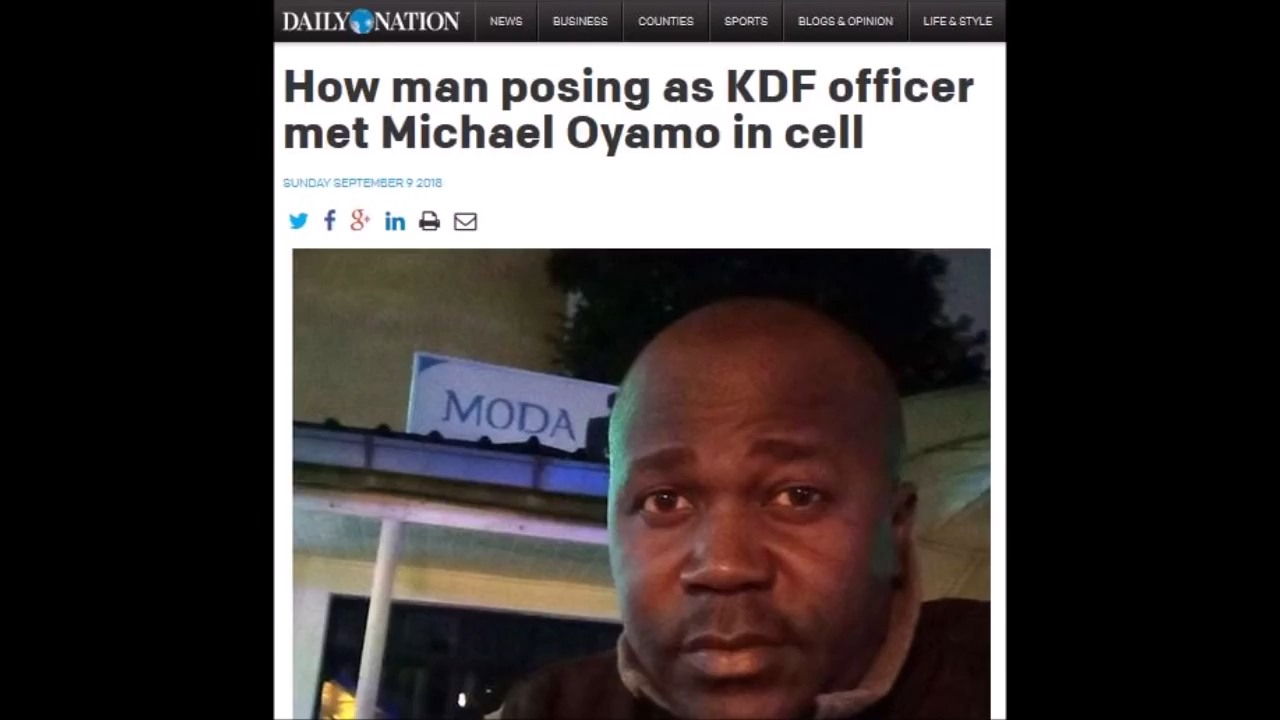 DAILY NATION NEWS BUSINESS COUNTIES SPORTS BLOGS & OPINION LIFE & STYLE
How man posing as KDF officer
met Michael Oyamo in cell
SUNDAY SEPTEMBER 9 2018
MODA